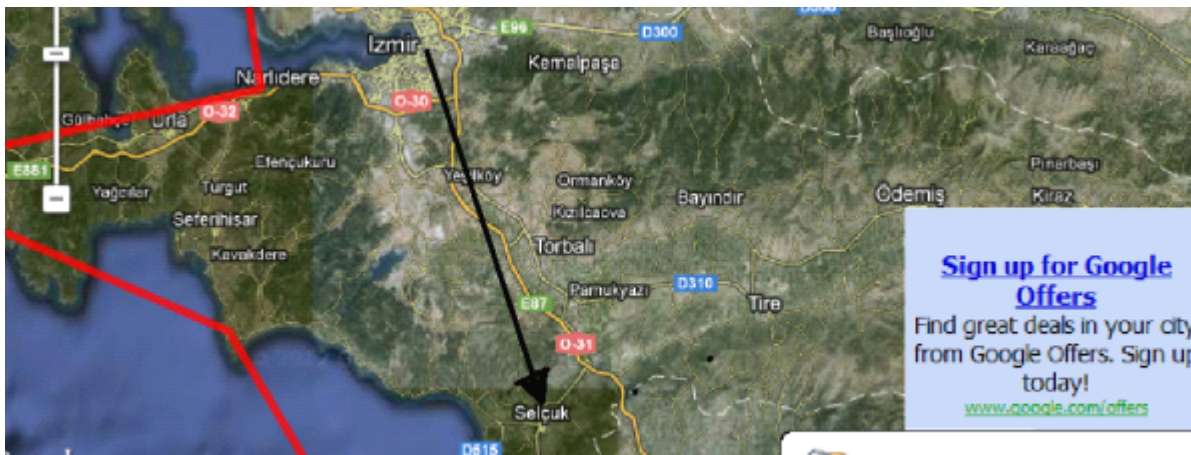 E96
D300
D300
Başlıoğlu
Izmir
Karaağaç
Kemalpaşa
Narlıdere
O-30
O-32
Urla
E881
Efençukuru
Pınarbaşı
Yağcılar
Turgut
Yeşilköy
Ormanköy
Bayındır
Ödemiş
Kiraz
Seferihisar
Kızılcaova
Kavakdere
Torbalı
Pamukyazı
D310
Tire
E87
O-31
Selçuk
D515
Sign up for Google
Offers
Find great deals in your city
from Google Offers. Sign up
today!
www.google.com/offers